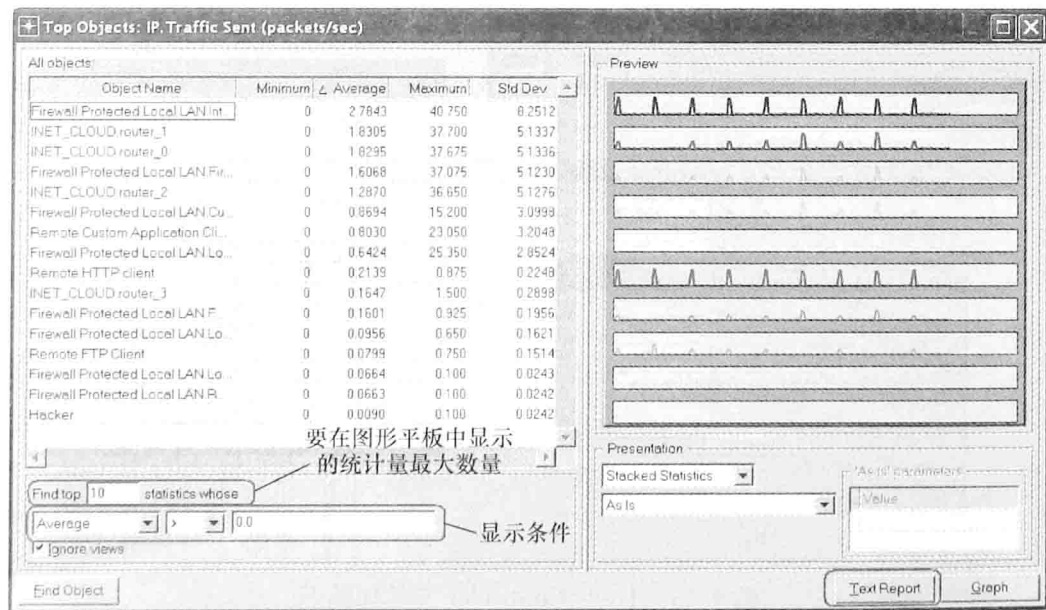 Top Objects: IP.Traffic Sent (packets/sec)
All objects:
Object Name Minimum Average Maximum Std Dev
Firewall Protected Local LAN.Int... 0 2.7843 40.750 8.2512
INET_CLOUD.router_1 0 1.8305 37.700 5.1337
INET_CLOUD.router_0 0 1.8295 37.675 5.1336
Firewall Protected Local LAN.Fir... 0 1.6068 37.075 5.1230
INET_CLOUD.router_2 0 1.2870 36.650 5.1276
Firewall Protected Local LAN.Cu... 0 0.8694 15.200 3.0998
Remote Custom Application Cli... 0 0.8030 23.050 3.2048
Firewall Protected Local LAN.Lo... 0 0.6424 25.350 2.8524
Remote HTTP client 0 0.2139 0.875 0.2248
INET_CLOUD.router_3 0 0.1647 1.500 0.2898
Firewall Protected Local LAN.F... 0 0.1601 0.925 0.1956
Firewall Protected Local LAN.Lo... 0 0.0956 0.650 0.1621
Remote FTP Client 0 0.0799 0.750 0.1514
Firewall Protected Local LAN.Lo... 0 0.0664 0.100 0.0243
Firewall Protected Local LAN.R... 0 0.0663 0.100 0.0242
Hacker 0 0.0090 0.100 0.0242
要在图形平板中显示
的统计量最大数量
Find top 10 statistics whose
Average > 0.0
显示条件
Ignore views
Find Object
Preview
Presentation
Stacked Statistics
As Is
'As Is' parameters
Value
Text Report
Graph